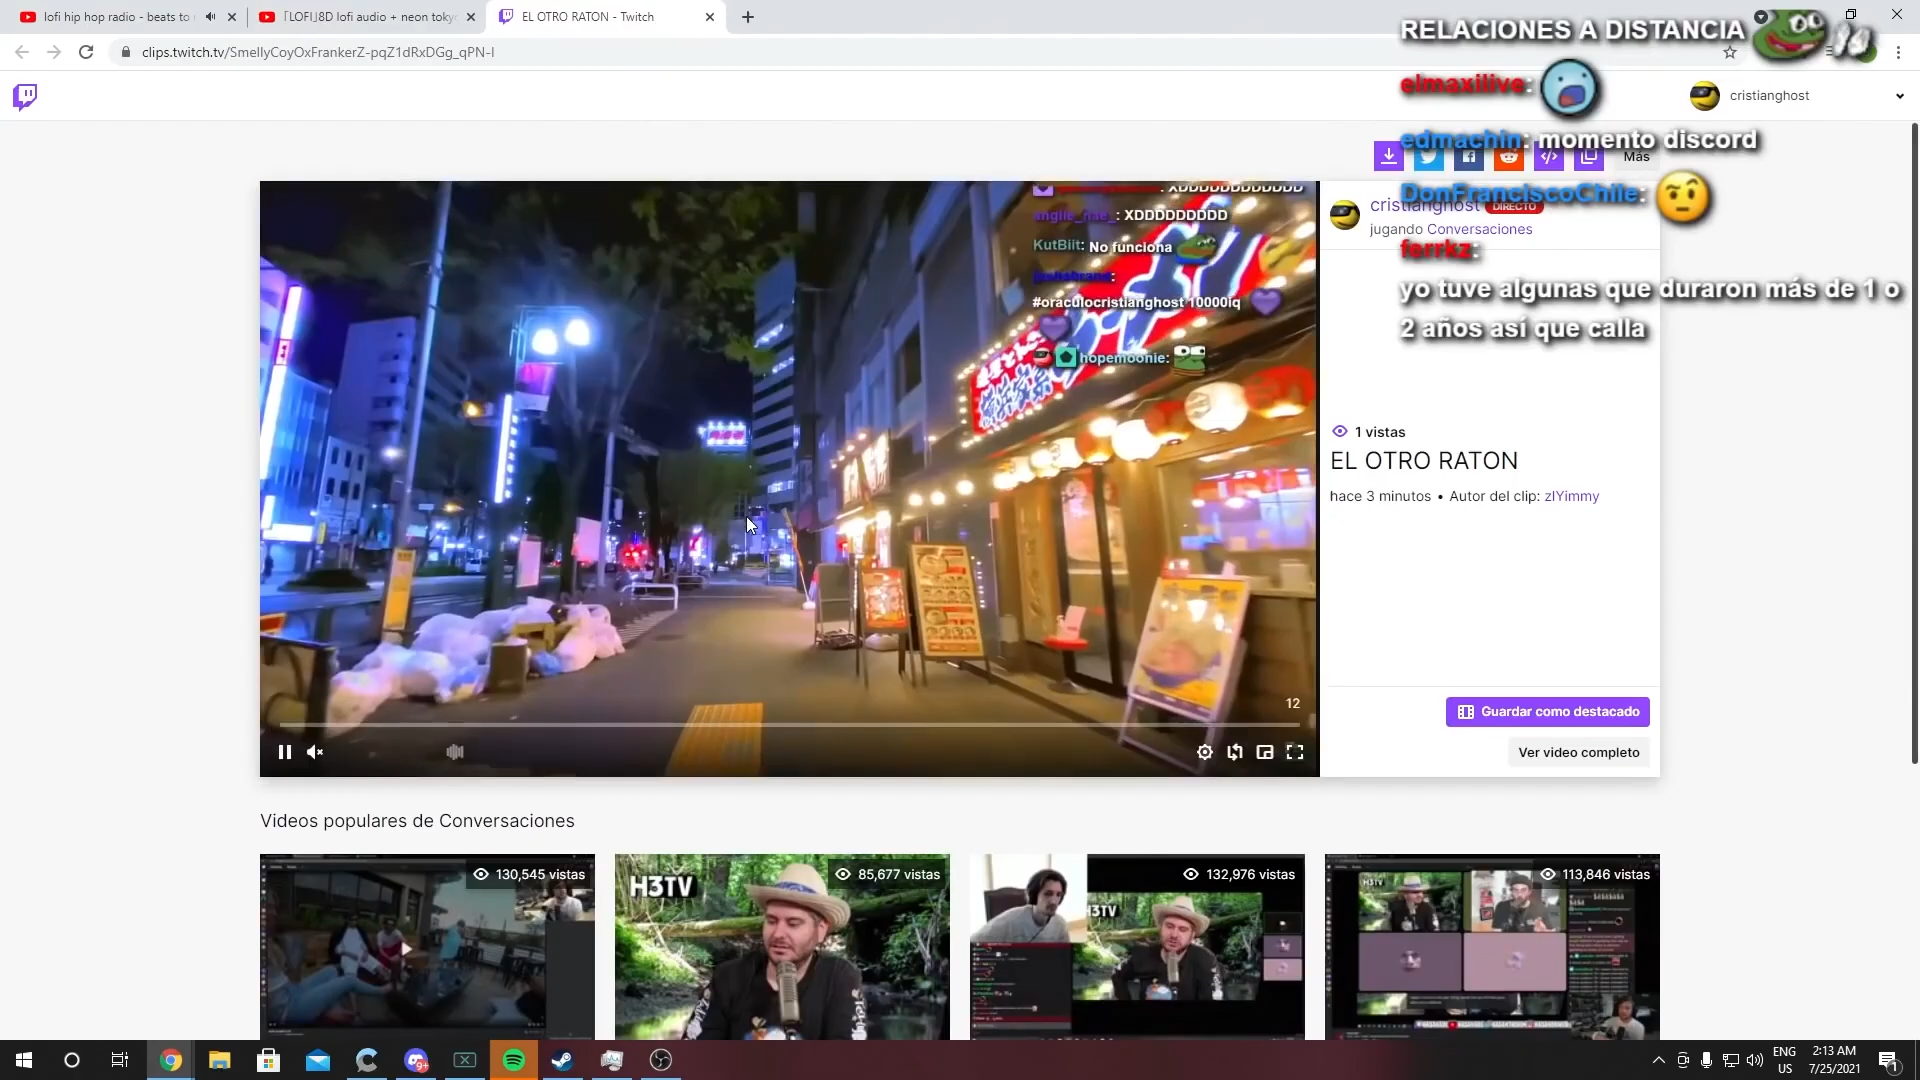 lofi hip hop radio - beats to
「LOFI」8D lofi audio + neon toky
EL OTRO RATON - Twitch
clips.twitch.tv/SmellyCoyOxFrankerZ-pqZ1dRxDGg_qPN-I
RELACIONES A DISTANCIA
elmaxilive:
cristianghost
edmachin: momento discord
Más
DonFranciscoChile:
cristianghost DIRECTO
jugando Conversaciones
ferrkz:
yo tuve algunas que duraron más de 1 o
2 años así que calla
: XDDDDDDDDDDDD
: XDDDDDDDDD
KutBiit: No funciona
#oraculocristianghost 10000iq
hopemoonie:
1 vistas
EL OTRO RATON
hace 3 minutos • Autor del clip: zlYimmy
12
Guardar como destacado
Ver video completo
Videos populares de Conversaciones
130,545 vistas
85,677 vistas
132,976 vistas
113,846 vistas
H3TV
H3TV
H3TV
9+
ENG
US
2:13 AM
7/25/2021
1